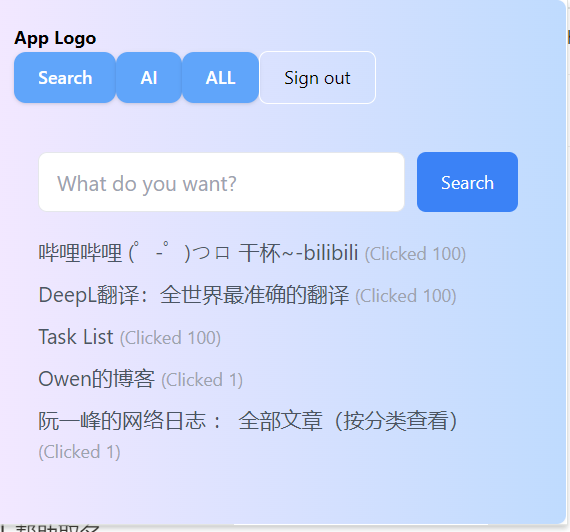 App Logo
Search AI ALL Sign out
What do you want? Search
哔哩哔哩 (゜-゜)つロ 干杯~-bilibili (Clicked 100)
DeepL翻译：全世界最准确的翻译 (Clicked 100)
Task List (Clicked 100)
Owen的博客 (Clicked 1)
阮一峰的网络日志 ： 全部文章（按分类查看）
(Clicked 1)